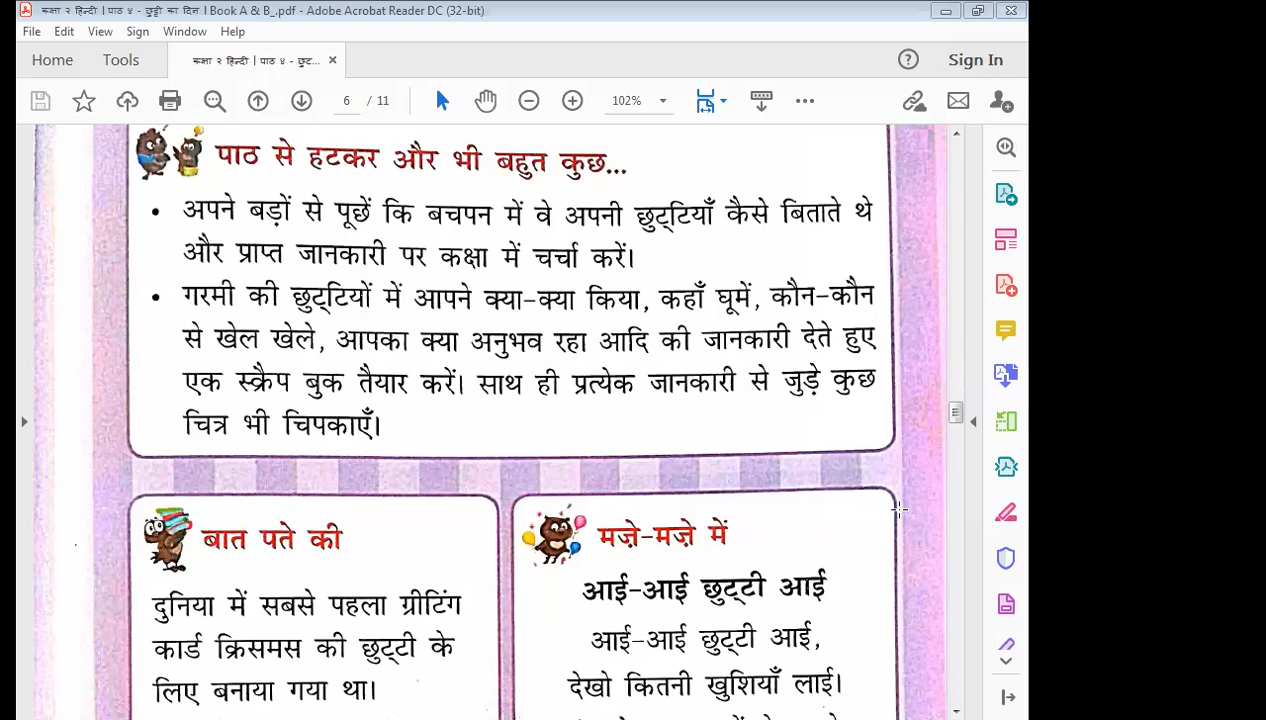 कक्षा २ हिन्दी | पाठ ४ - छुट्टी का दिन | Book A & B_.pdf - Adobe Acrobat Reader DC (32-bit)
File Edit View Sign Window Help
Home Tools कक्षा २ हिन्दी | पाठ ४ - छुट... Sign In
6 / 11 102%
पाठ से हटकर और भी बहुत कुछ...
• अपने बड़ों से पूछें कि बचपन में वे अपनी छुट्टियाँ कैसे बिताते थे
और प्राप्त जानकारी पर कक्षा में चर्चा करें।
• गरमी की छुट्टियों में आपने क्या-क्या किया, कहाँ घूमें, कौन-कौन
से खेल खेले, आपका क्या अनुभव रहा आदि की जानकारी देते हुए
एक स्क्रैप बुक तैयार करें। साथ ही प्रत्येक जानकारी से जुड़े कुछ
चित्र भी चिपकाएँ।
बात पते की
दुनिया में सबसे पहला ग्रीटिंग
कार्ड क्रिसमस की छुट्टी के
लिए बनाया गया था।
मज़े-मज़े में
आई-आई छुट्टी आई
आई-आई छुट्टी आई,
देखो कितनी खुशियाँ लाई।